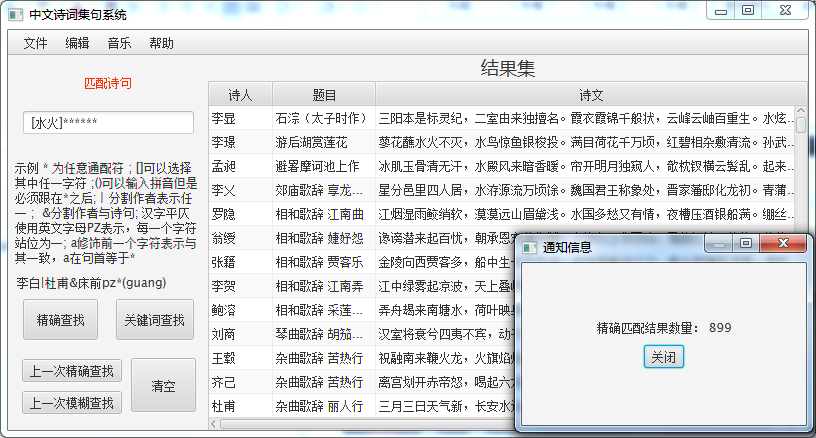 中文诗词集句系统
文件 编辑 音乐 帮助
匹配诗句
[水火]******
示例 * 为任意通配符 ; []可以选择
其中任一字符 ;()可以输入拼音但是
必须跟在*之后; | 分割作者表示任
一 ; &分割作者与诗句; 汉字平仄
使用英文字母PZ表示，每一个字符
站位为一; a修饰前一个字符表示与
其一致，a在句首等于*
李白|杜甫&床前pz*(guang)
精确查找 关键词查找
上一次精确查找
上一次模糊查找
清空
结果集
诗人 题目 诗文
李显 石淙（太子时作） 三阳本是标灵纪，二室由来独擅名。霞衣霞锦千般状，云峰云岫百重生。水炫...
李璟 游后湖赏莲花 蓼花蘸水火不灭，水鸟惊鱼银梭投。满目荷花千万顷，红碧相杂敷清流。孙武...
孟昶 避暑摩诃池上作 冰肌玉骨清无汗，水殿风来暗香暖。帘开明月独窥人，敧枕钗横云鬓乱。起来...
李乂 郊庙歌辞 享龙... 星分邑里四人居，水洊源流万顷馀。魏国君王称象处，晋家藩邸化龙初。青蒲...
罗隐 相和歌辞 江南曲 江烟湿雨鲛绡软，漠漠远山眉黛浅。水国多愁又有情，夜槽压酒银船满。绷丝...
翁绶 相和歌辞 婕妤怨 谗谤潜来起百忧，朝承恩
张籍 相和歌辞 贾客乐 金陵向西贾客多，船中生
李贺 相和歌辞 江南弄 江中绿雾起凉波，天上叠
鲍溶 相和歌辞 采莲... 弄舟朅来南塘水，荷叶映
刘商 琴曲歌辞 胡笳... 汉室将衰兮四夷不宾，动
王毂 杂曲歌辞 苦热行 祝融南来鞭火龙，火旗焰
齐己 杂曲歌辞 苦热行 离宫划开赤帝怒，喝起六
杜甫 杂曲歌辞 丽人行 三月三日天气新，长安水
通知信息
精确匹配结果数量: 899
关闭